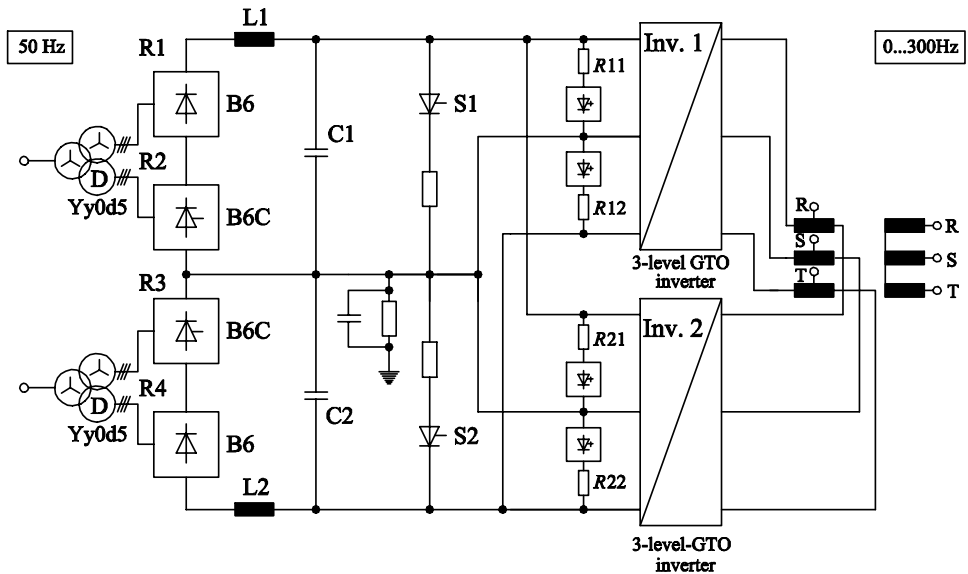 50 Hz
L1
Inv. 1
0...300Hz
R1
R11
B6
S1
C1
R2
D
Yy0d5
B6C
R12
R
S
T
R
S
T
3-level GTO
inverter
R3
B6C
Inv. 2
R21
R4
D
Yy0d5
C2
S2
B6
R22
L2
3-level-GTO
inverter